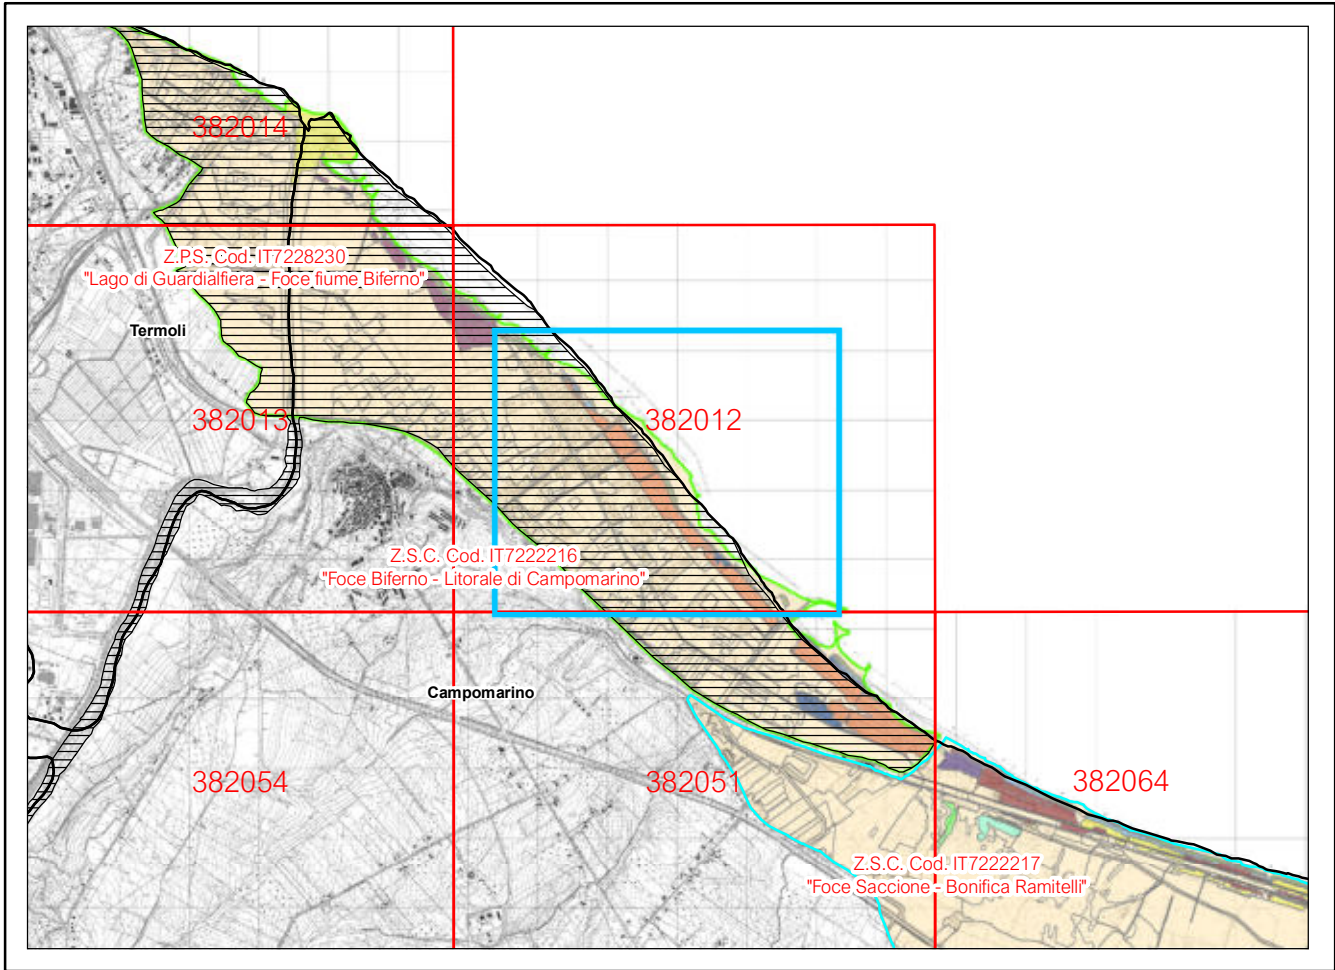 382014
Z.P.S. Cod. IT7228230
"Lago di Guardialfiera - Foce fiume Biferno"
Termoli
382013
382012
Z.S.C. Cod. IT7222216
"Foce Biferno - Litorale di Campomarino"
Campomarino
382054
382051
382064
Z.S.C. Cod. IT7222217
"Foce Saccione - Bonifica Ramitelli"